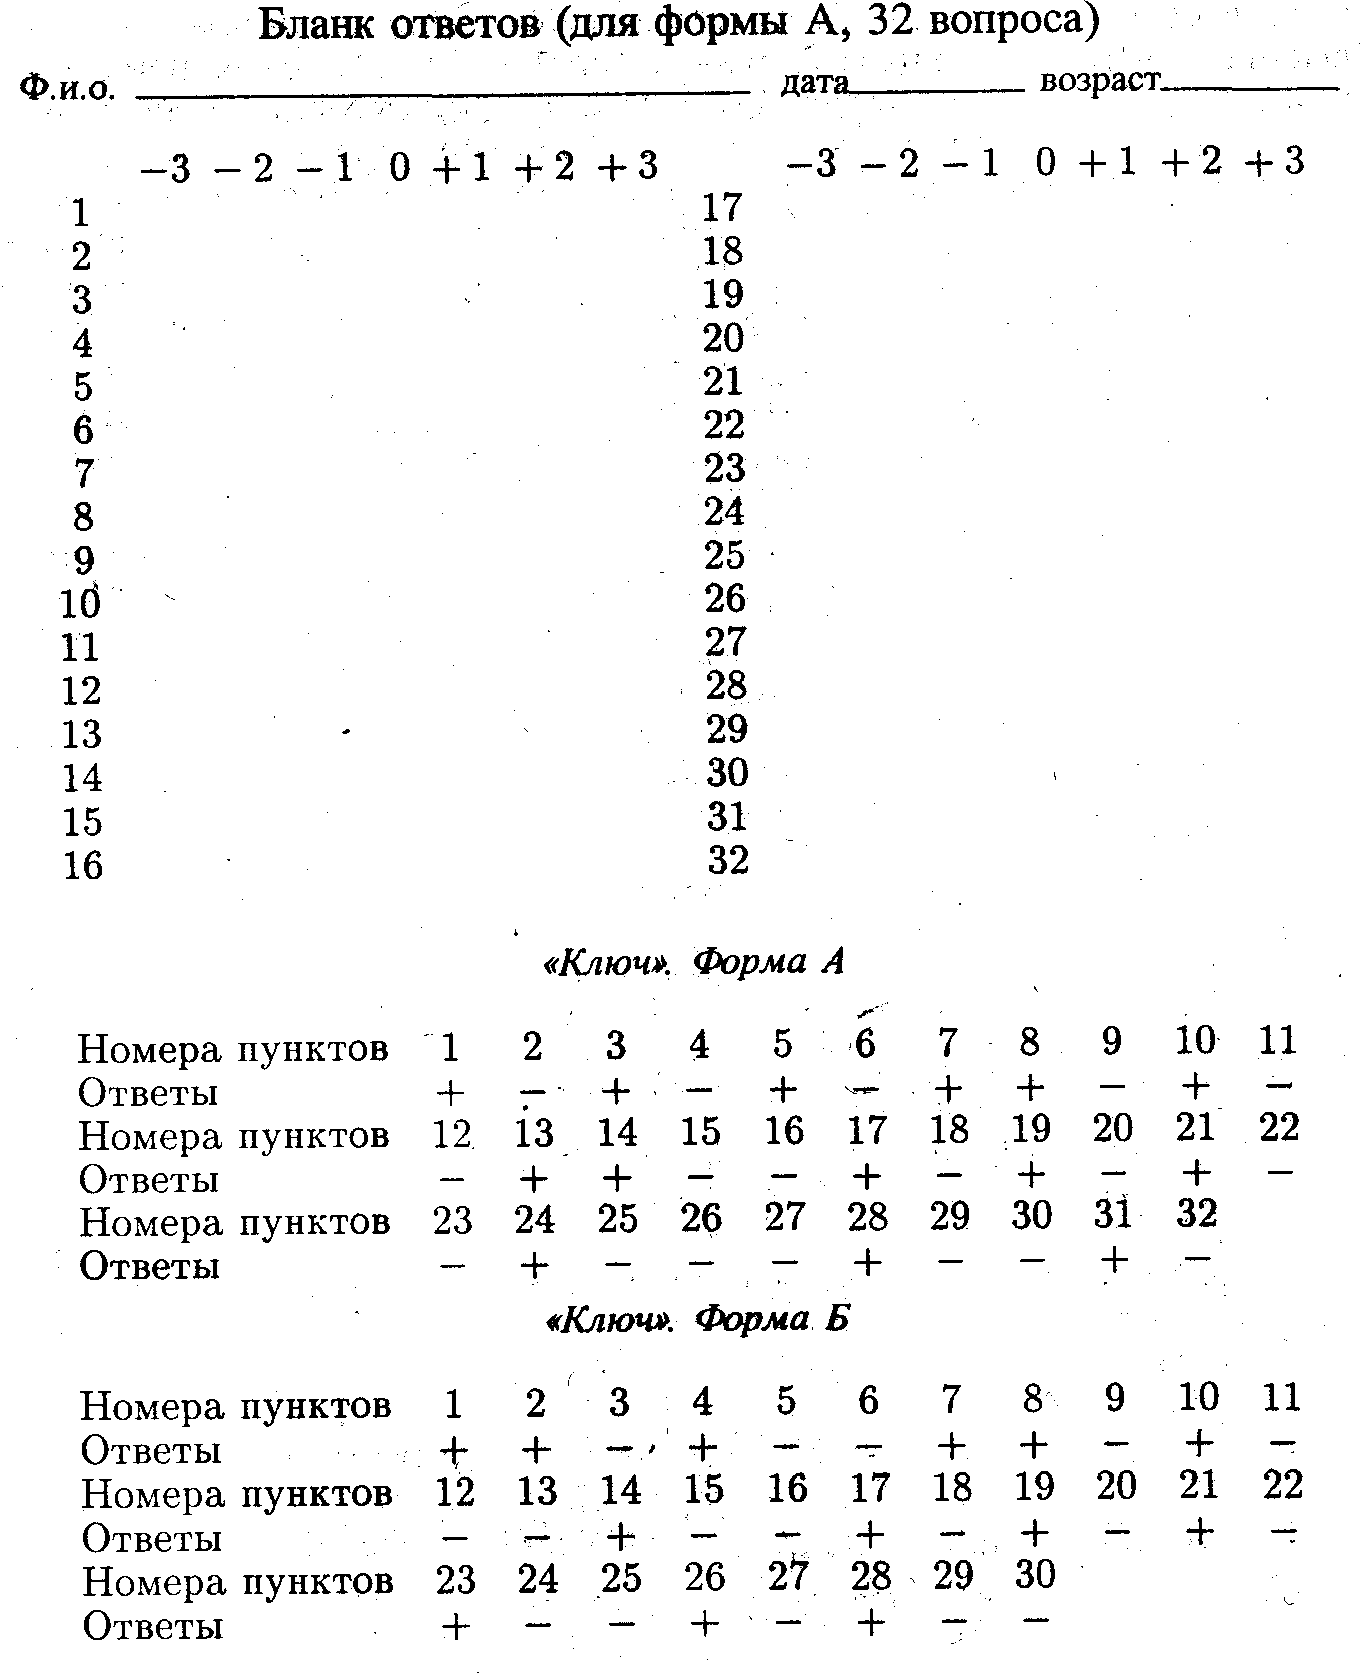 Бланк ответов (для формы А, 32 вопроса)
Ф.и.о. ____________ дата________ возраст________
−3 −2 −1 0 +1 +2 +3 −3 −2 −1 0 +1 +2 +3
1 17
2 18
3 19
4 20
5 21
6 22
7 23
8 24
9 25
10 26
11 27
12 28
13 29
14 30
15 31
16 32
«Ключ». Форма А
Номера пунктов 1 2 3 4 5 6 7 8 9 10 11
Ответы + − + − + − + + − + −
Номера пунктов 12 13 14 15 16 17 18 19 20 21 22
Ответы − + + − − + − + − + −
Номера пунктов 23 24 25 26 27 28 29 30 31 32
Ответы − + − − − + − − + −
«Ключ». Форма Б
Номера пунктов 1 2 3 4 5 6 7 8 9 10 11
Ответы + + − + − − + + − + −
Номера пунктов 12 13 14 15 16 17 18 19 20 21 22
Ответы − − + − − + − + − + −
Номера пунктов 23 24 25 26 27 28 29 30
Ответы + − − + − + − −